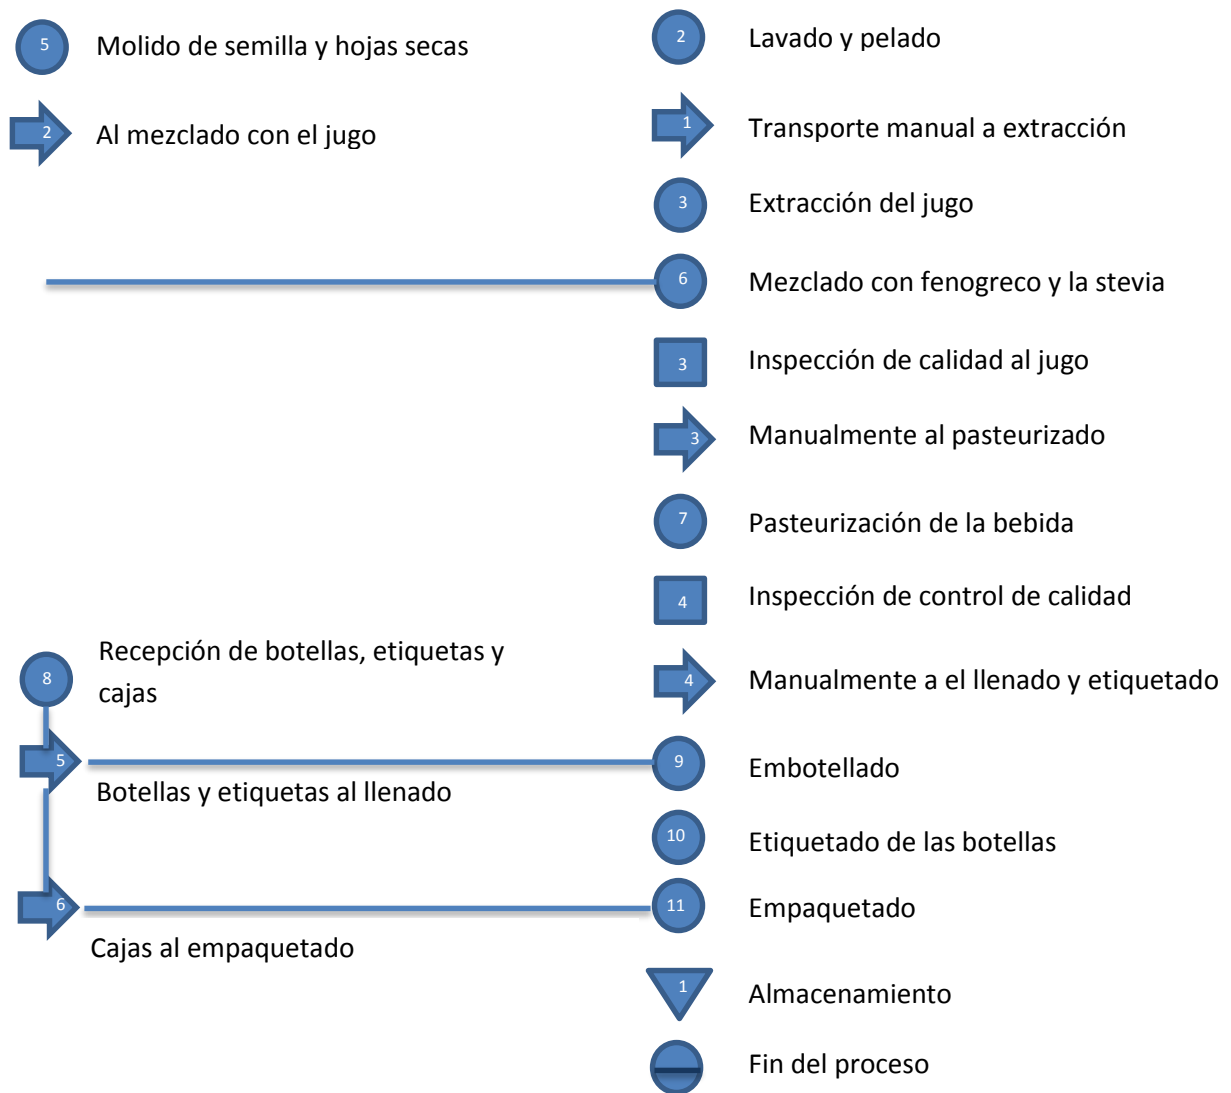 5 Molido de semilla y hojas secas
2 Al mezclado con el jugo
2 Lavado y pelado
1 Transporte manual a extracción
3 Extracción del jugo
6 Mezclado con fenogreco y la stevia
3 Inspección de calidad al jugo
3 Manualmente al pasteurizado
7 Pasteurización de la bebida
4 Inspección de control de calidad
4 Manualmente a el llenado y etiquetado
8 Recepción de botellas, etiquetas y
cajas
5
Botellas y etiquetas al llenado
9 Embotellado
10 Etiquetado de las botellas
6
Cajas al empaquetado
11 Empaquetado
1 Almacenamiento
Fin del proceso